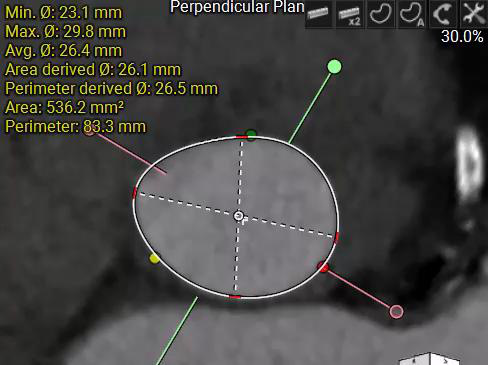 Min. Ø: 23.1 mm
Perpendicular Plan
Max. Ø: 29.8 mm
Avg. Ø: 26.4 mm
x2
A
30.0%
Area derived Ø: 26.1 mm
Perimeter derived Ø: 26.5 mm
Area: 536.2 mm²
Perimeter: 83.3 mm